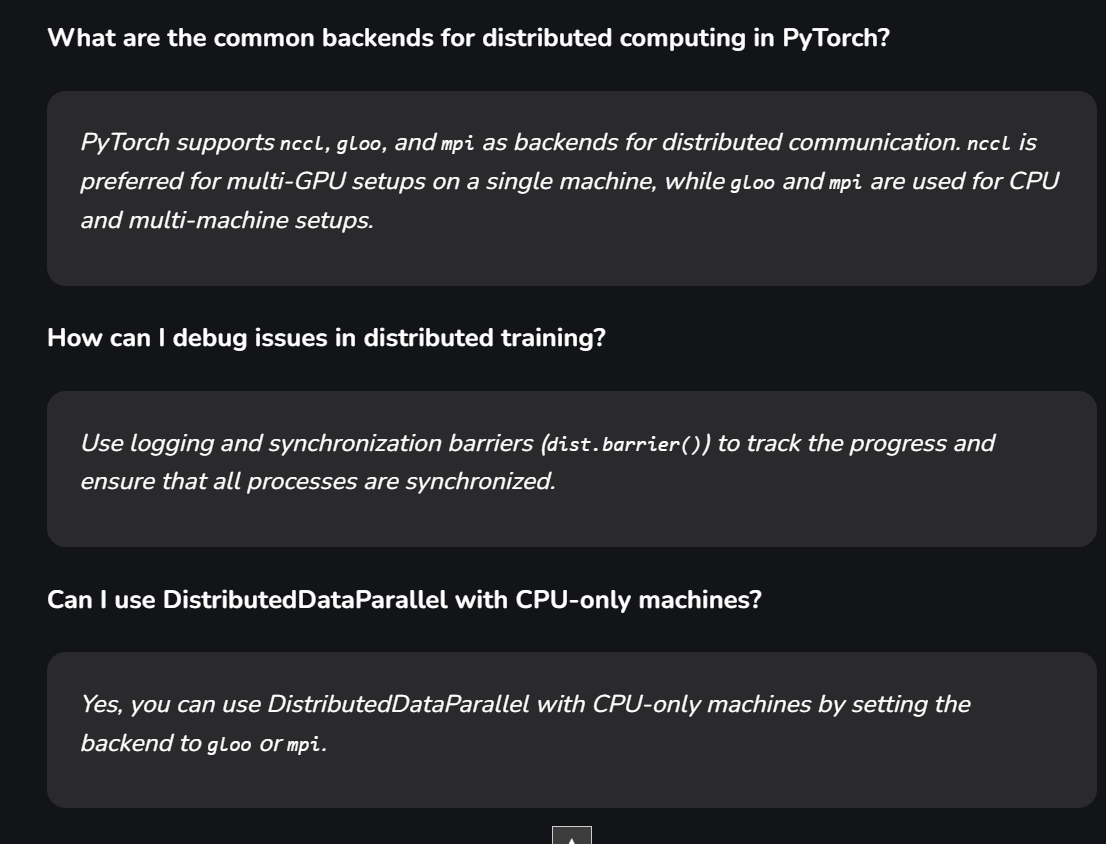 What are the common backends for distributed computing in PyTorch?
PyTorch supports nccl, gloo, and mpi as backends for distributed communication. nccl is
preferred for multi-GPU setups on a single machine, while gloo and mpi are used for CPU
and multi-machine setups.
How can I debug issues in distributed training?
Use logging and synchronization barriers (dist.barrier()) to track the progress and
ensure that all processes are synchronized.
Can I use DistributedDataParallel with CPU-only machines?
Yes, you can use DistributedDataParallel with CPU-only machines by setting the
backend to gloo or mpi.